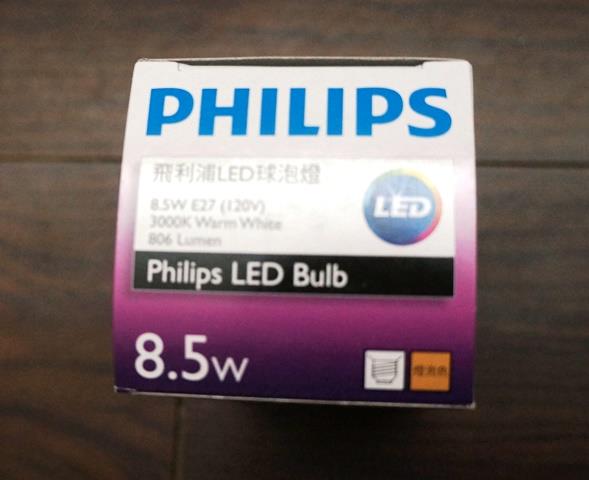 PHILIPS
飛利浦LED球泡燈
8.5W E27 (120V)
3000K Warm White
806 Lumen
LED
Philips LED Bulb
8.5W
燈泡色